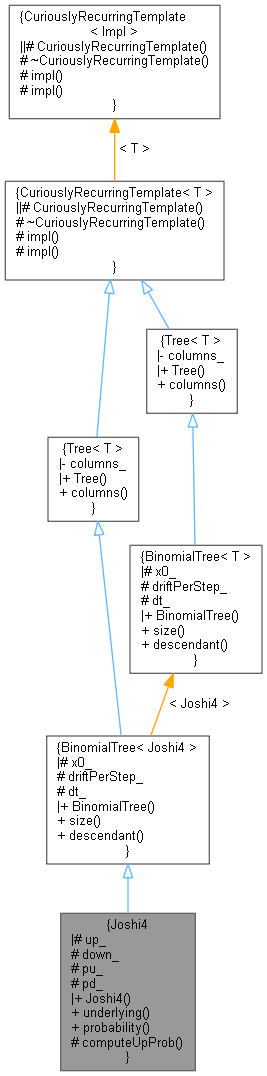 {CuriouslyRecurringTemplate
< Impl >
||# CuriouslyRecurringTemplate()
# ~CuriouslyRecurringTemplate()
# impl()
# impl()
}
< T >
{CuriouslyRecurringTemplate< T >
||# CuriouslyRecurringTemplate()
# ~CuriouslyRecurringTemplate()
# impl()
# impl()
}
{Tree< T >
|- columns_
|+ Tree()
+ columns()
}
{Tree< T >
|- columns_
|+ Tree()
+ columns()
}
{BinomialTree< T >
|# x0_
# driftPerStep_
# dt_
|+ BinomialTree()
+ size()
+ descendant()
}
< Joshi4 >
{BinomialTree< Joshi4 >
|# x0_
# driftPerStep_
# dt_
|+ BinomialTree()
+ size()
+ descendant()
}
{Joshi4
|# up_
# down_
# pu_
# pd_
|+ Joshi4()
+ underlying()
+ probability()
# computeUpProb()
}